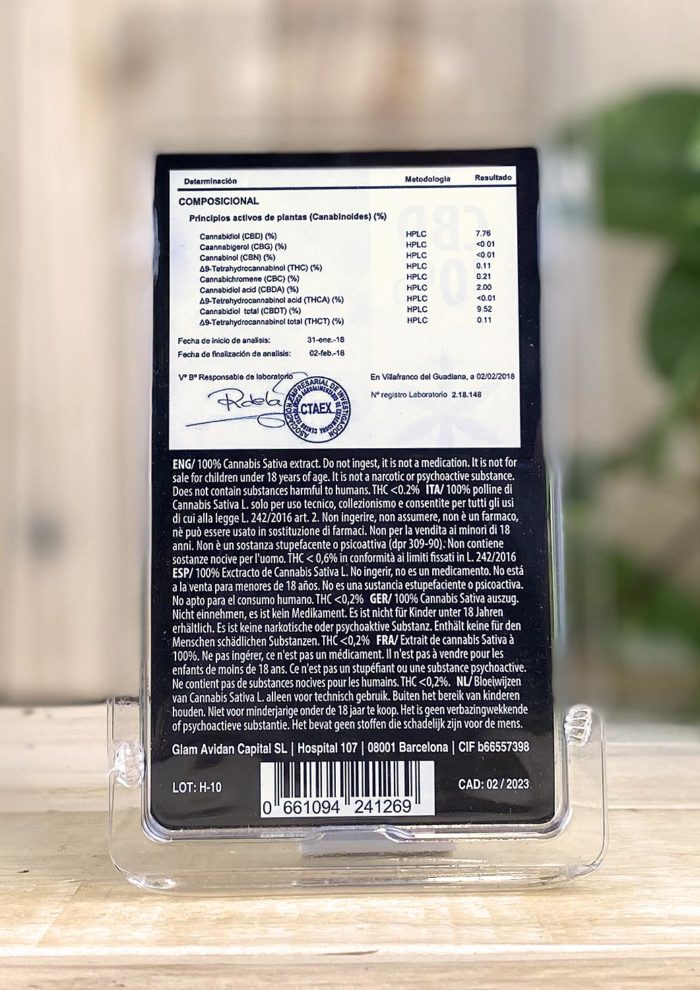 Determinación Metodologia Resultado
COMPOSICIONAL
Principios activos de plantas (Canabinoides) (%)
Cannabidiol (CBD) (%) HPLC 7.76
Caannabigerol (CBG) (%) HPLC <0.01
Canabinol (CBN) (%) HPLC <0.01
Δ9-Tetrahydrocannabinol (THC) (%) HPLC 0.11
Cannabichromene (CBC) (%) HPLC 0.21
Cannabidiol acid (CBDA) (%) HPLC 2.00
Δ9-Tetrahydrocannabinol acid (THCA) (%) HPLC <0.01
Cannabidiol total (CBDT) (%) HPLC 9.52
Δ9-Tetrahydrocannabinol total (THCT) (%) HPLC 0.11
Fecha de inicio de analisis: 31-ene.-18
Fecha de finalización de analisis: 02-feb.-18
Vº Bº Responsable de laboratorio
En Villafranco del Guadiana, a 02/02/2018
Nº registro Laboratorio 2.18.148
CTAEX
ENG/ 100% Cannabis Sativa extract. Do not ingest, it is not a medication. It is not for
sale for children under 18 years of age. It is not a narcotic or psychoactive substance.
Does not contain substances harmful to humans. THC <0.2% ITA/ 100% polline di
Cannabis Sativa L. solo per uso tecnico, collezionismo e consentite per tutti gli usi
di cui alla legge L. 242/2016 art. 2. Non ingerire, non assumere, non è un farmaco,
nè può essere usato in sostituzione di farmaci. Non per la vendita ai minori di 18
anni. Non è un sostanza stupefacente o psicoattiva (dpr 309-90): Non contiene
sostanze nocive per l'uomo. THC < 0,6% in conformità ai limiti fissati in L. 242/2016
ESP/ 100% Exctracto de Cannabis Sativa L. No ingerir, no es un medicamento. No está
a la venta para menores de 18 años. No es una sustancia estupefaciente o psicoactiva.
No apto para el consumo humano. THC <0,2% GER/ 100% Cannabis Sativa auszug.
Nicht einnehmen, es ist kein Medikament. Es ist nicht für Kinder unter 18 Jahren
erhältlich. Es ist keine narkotische oder psychoaktive Substanz. Enthält keine für den
Menschen schädlichen Substanzen. THC <0,2% FRA/ Extrait de cannabis Sativa à
100%. Ne pas ingérer, ce n'est pas un médicament. Il n'est pas à vendre pour les
enfants de moins de 18 ans. Ce n'est pas un stupéfiant ou une substance psychoactive.
Ne contient pas de substances nocives pour les humains. THC <0,2%. NL/ Bloeiwijzen
van Cannabis Sativa L. alleen voor technisch gebruik. Buiten het bereik van kinderen
houden. Niet voor minderjarige onder de 18 jaar te koop. Het is geen verbazingwekkende
of psychoactieve substantie. Het bevat geen stoffen die schadelijk zijn voor de mens.
Glam Avidan Capital SL | Hospital 107 | 08001 Barcelona | CIF b66557398
LOT: H-10
CAD: 02 / 2023
0 661094 241269